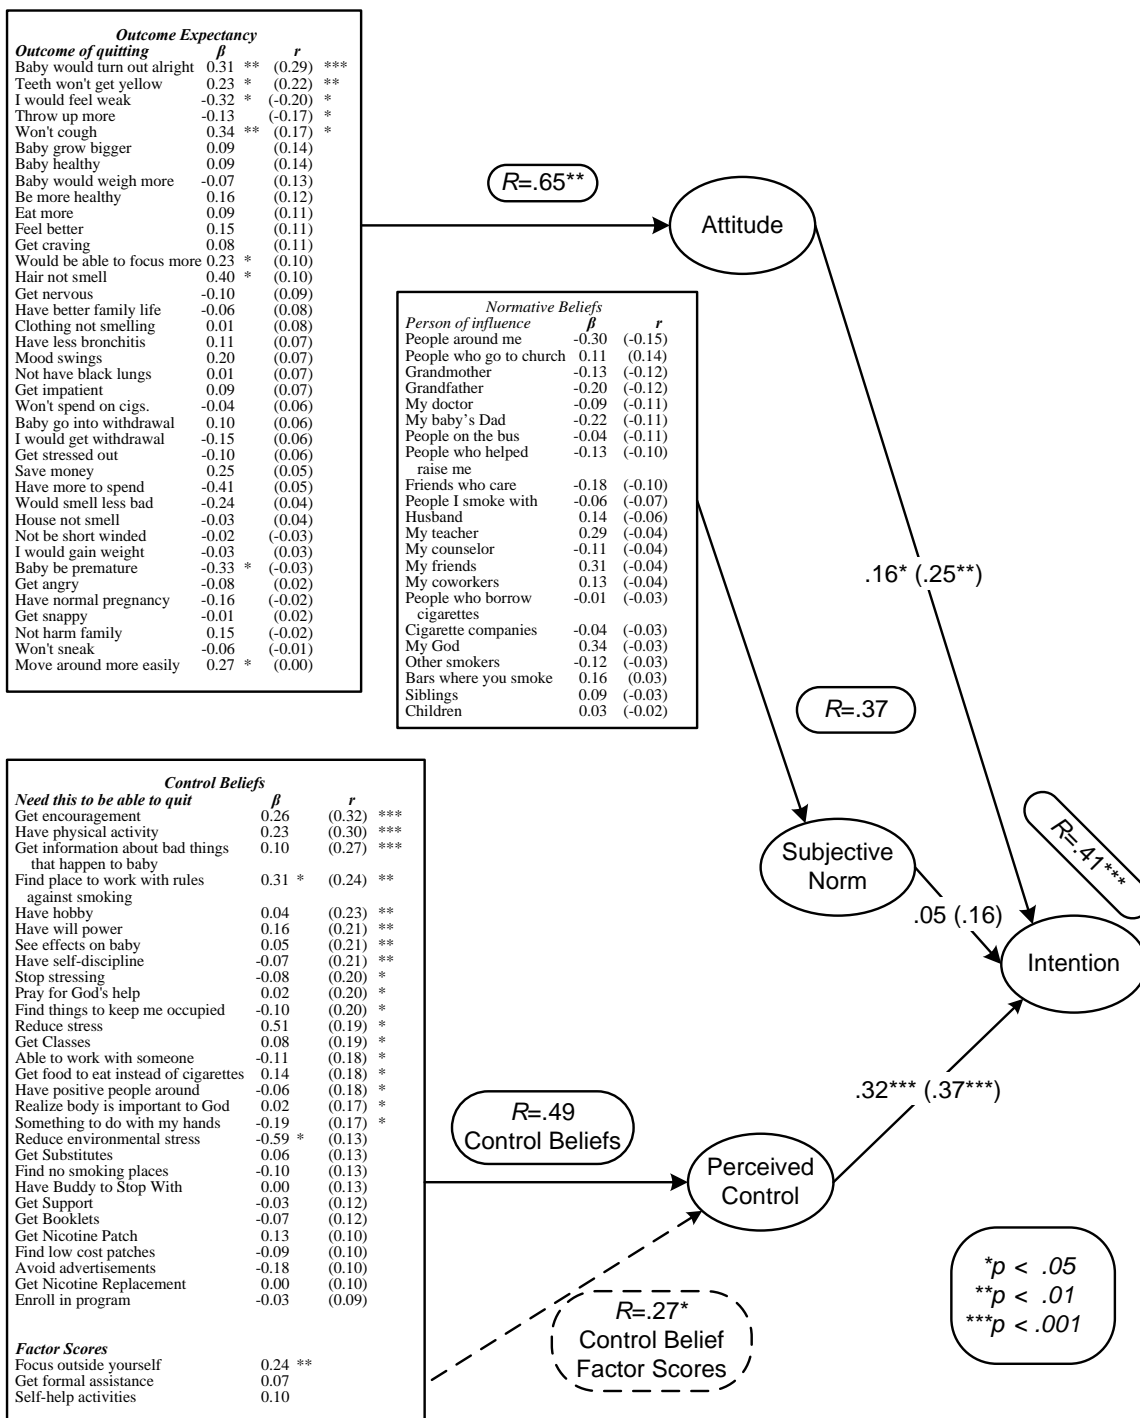 Outcome Expectancy
Outcome of quitting β r
Baby would turn out alright 0.31 ** (0.29) ***
Teeth won't get yellow 0.23 * (0.22) **
I would feel weak -0.32 * (-0.20) *
Throw up more -0.13 (-0.17) *
Won't cough 0.34 ** (0.17) *
Baby grow bigger 0.09 (0.14)
Baby healthy 0.09 (0.14)
Baby would weigh more -0.07 (0.13)
Be more healthy 0.16 (0.12)
Eat more 0.09 (0.11)
Feel better 0.15 (0.11)
Get craving 0.08 (0.11)
Would be able to focus more 0.23 * (0.10)
Hair not smell 0.40 * (0.10)
Get nervous -0.10 (0.09)
Have better family life -0.06 (0.08)
Clothing not smelling 0.01 (0.08)
Have less bronchitis 0.11 (0.07)
Mood swings 0.20 (0.07)
Not have black lungs 0.01 (0.07)
Get impatient 0.09 (0.07)
Won't spend on cigs. -0.04 (0.06)
Baby go into withdrawal 0.10 (0.06)
I would get withdrawal -0.15 (0.06)
Get stressed out -0.10 (0.06)
Save money 0.25 (0.05)
Have more to spend -0.41 (0.05)
Would smell less bad -0.24 (0.04)
House not smell -0.03 (0.04)
Not be short winded -0.02 (-0.03)
I would gain weight -0.03 (0.03)
Baby be premature -0.33 * (-0.03)
Get angry -0.08 (0.02)
Have normal pregnancy -0.16 (-0.02)
Get snappy -0.01 (0.02)
Not harm family 0.15 (-0.02)
Won't sneak -0.06 (-0.01)
Move around more easily 0.27 * (0.00)
R=.65**
Attitude
Normative Beliefs
Person of influence β r
People around me -0.30 (-0.15)
People who go to church 0.11 (0.14)
Grandmother -0.13 (-0.12)
Grandfather -0.20 (-0.12)
My doctor -0.09 (-0.11)
My baby's Dad -0.22 (-0.11)
People on the bus -0.04 (-0.11)
People who helped -0.13 (-0.10)
raise me
Friends who care -0.18 (-0.10)
People I smoke with -0.06 (-0.07)
Husband 0.14 (-0.06)
My teacher 0.29 (-0.04)
My counselor -0.11 (-0.04)
My friends 0.31 (-0.04)
My coworkers 0.13 (-0.04)
People who borrow -0.01 (-0.03)
cigarettes
Cigarette companies -0.04 (-0.03)
My God 0.34 (-0.03)
Other smokers -0.12 (-0.03)
Bars where you smoke 0.16 (0.03)
Siblings 0.09 (-0.03)
Children 0.03 (-0.02)
.16* (.25**)
R=.37
Control Beliefs
Need this to be able to quit β r
Get encouragement 0.26 (0.32) ***
Have physical activity 0.23 (0.30) ***
Get information about bad things 0.10 (0.27) ***
that happen to baby
Find place to work with rules 0.31 * (0.24) **
against smoking
Have hobby 0.04 (0.23) **
Have will power 0.16 (0.21) **
See effects on baby 0.05 (0.21) **
Have self-discipline -0.07 (0.21) **
Stop stressing -0.08 (0.20) *
Pray for God's help 0.02 (0.20) *
Find things to keep me occupied -0.10 (0.20) *
Reduce stress 0.51 (0.19) *
Get Classes 0.08 (0.19) *
Able to work with someone -0.11 (0.18) *
Get food to eat instead of cigarettes 0.14 (0.18) *
Have positive people around -0.06 (0.18) *
Realize body is important to God 0.02 (0.17) *
Something to do with my hands -0.19 (0.17) *
Reduce environmental stress -0.59 * (0.13)
Get Substitutes 0.06 (0.13)
Find no smoking places -0.10 (0.13)
Have Buddy to Stop With 0.00 (0.13)
Get Support -0.03 (0.12)
Get Booklets -0.07 (0.12)
Get Nicotine Patch 0.13 (0.10)
Find low cost patches -0.09 (0.10)
Avoid advertisements -0.18 (0.10)
Get Nicotine Replacement 0.00 (0.10)
Enroll in program -0.03 (0.09)
Factor Scores
Focus outside yourself 0.24 **
Get formal assistance 0.07
Self-help activities 0.10
Subjective
Norm
.05 (.16)
R=.41***
Intention
.32*** (.37***)
R=.49
Control Beliefs
Perceived
Control
R=.27*
Control Belief
Factor Scores
*p < .05
**p < .01
***p < .001